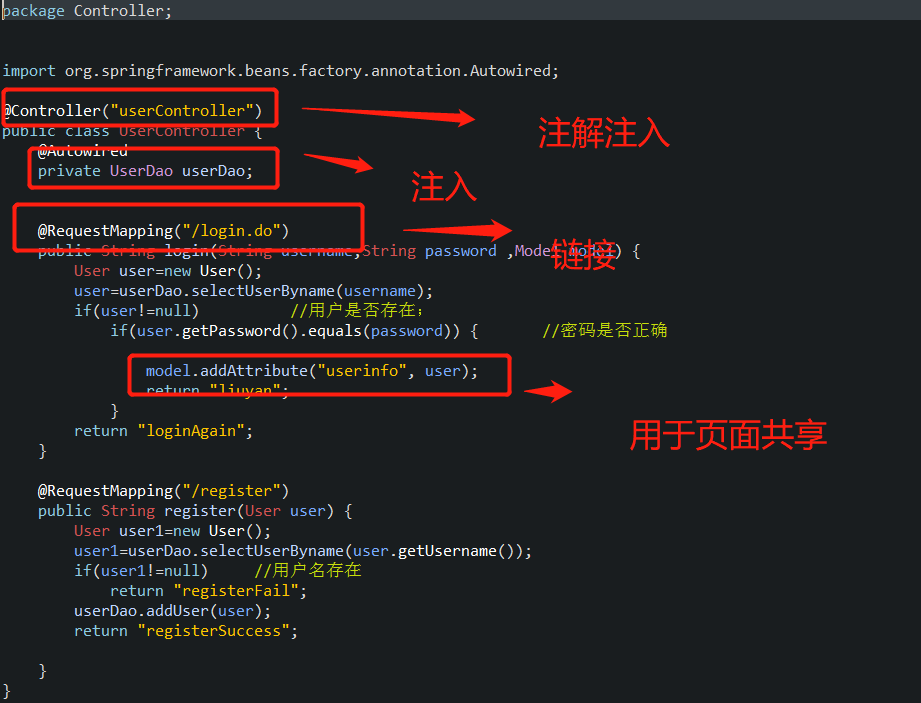 package Controller;
import org.springframework.beans.factory.annotation.Autowired;
@Controller("userController")
注解注入
public class UserController {
@Autowired
private UserDao userDao;
注入
@RequestMapping("/login.do")
链接
public String login(String username,String password ,Model model) {
User user=new User();
user=userDao.selectUserByname(username);
if(user!=null) //用户是否存在;
if(user.getPassword().equals(password)) { //密码是否正确
model.addAttribute("userinfo", user);
return "liuyan";
用于页面共享
}
return "loginAgain";
}
@RequestMapping("/register")
public String register(User user) {
User user1=new User();
user1=userDao.selectUserByname(user.getUsername());
if(user1!=null) //用户名存在
return "registerFail";
userDao.addUser(user);
return "registerSuccess";
}
}